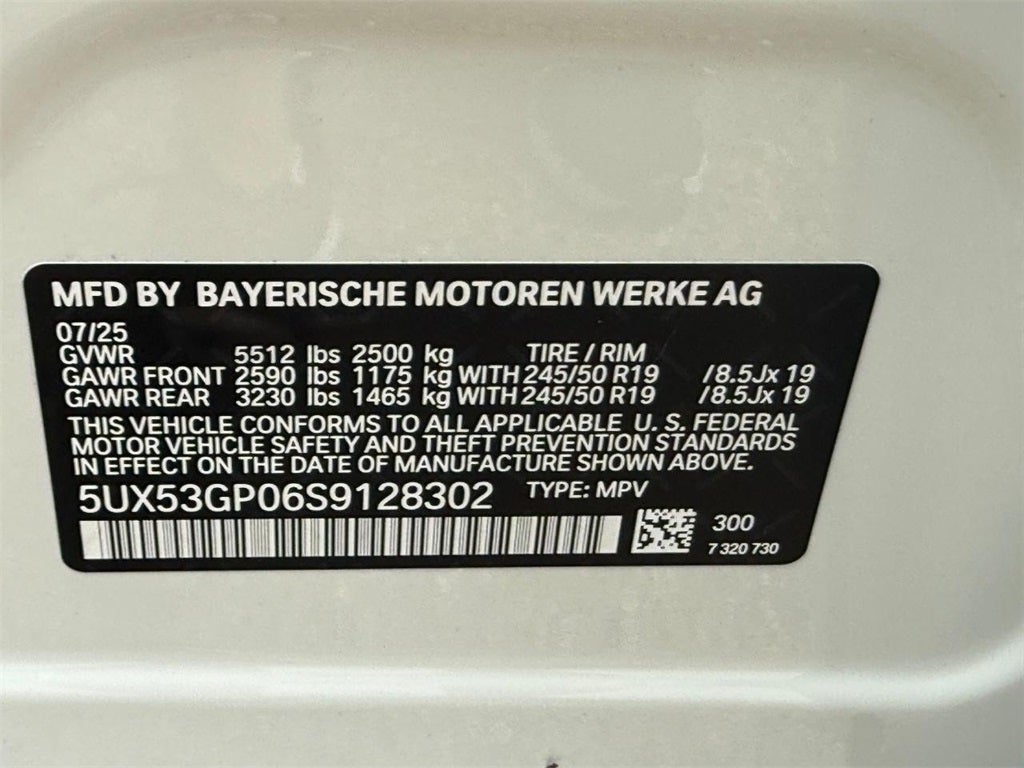 MFD BY BAYERISCHE MOTOREN WERKE AG
07/25
GVWR 5512 lbs 2500 kg TIRE / RIM
GAWR FRONT 2590 lbs 1175 kg WITH 245/50 R19 /8.5Jx 19
GAWR REAR 3230 lbs 1465 kg WITH 245/50 R19 /8.5Jx 19
THIS VEHICLE CONFORMS TO ALL APPLICABLE U. S. FEDERAL
MOTOR VEHICLE SAFETY AND THEFT PREVENTION STANDARDS
IN EFFECT ON THE DATE OF MANUFACTURE SHOWN ABOVE.
5UX53GP06S9128302 TYPE: MPV
300
7 320 730